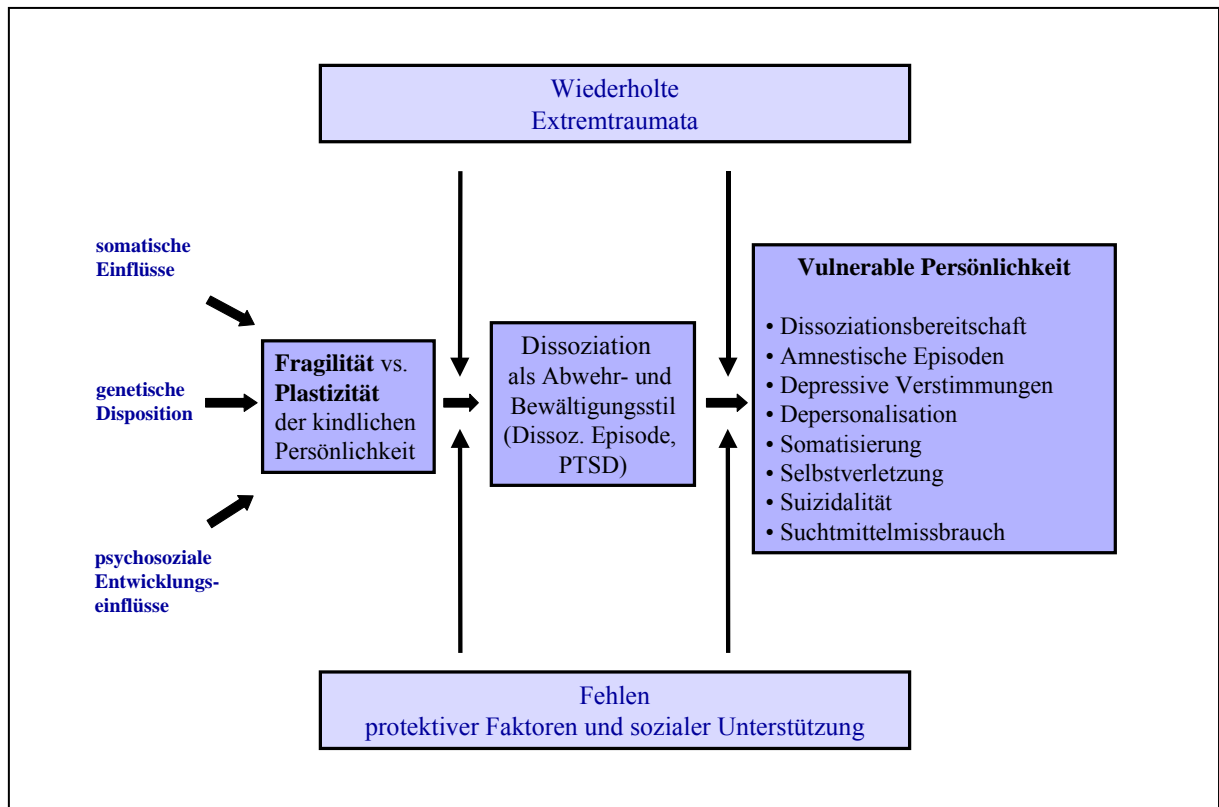 Wiederholte
Extremtraumata
somatische
Einflüsse
genetische
Disposition
psychosoziale
Entwicklungs-
einflüsse
Fragilität vs.
Plastizität
der kindlichen
Persönlichkeit
Dissoziation
als Abwehr- und
Bewältigungsstil
(Dissoz. Episode,
PTSD)
Vulnerable Persönlichkeit
• Dissoziationsbereitschaft
• Amnestische Episoden
• Depressive Verstimmungen
• Depersonalisation
• Somatisierung
• Selbstverletzung
• Suizidalität
• Suchtmittelmissbrauch
Fehlen
protektiver Faktoren und sozialer Unterstützung